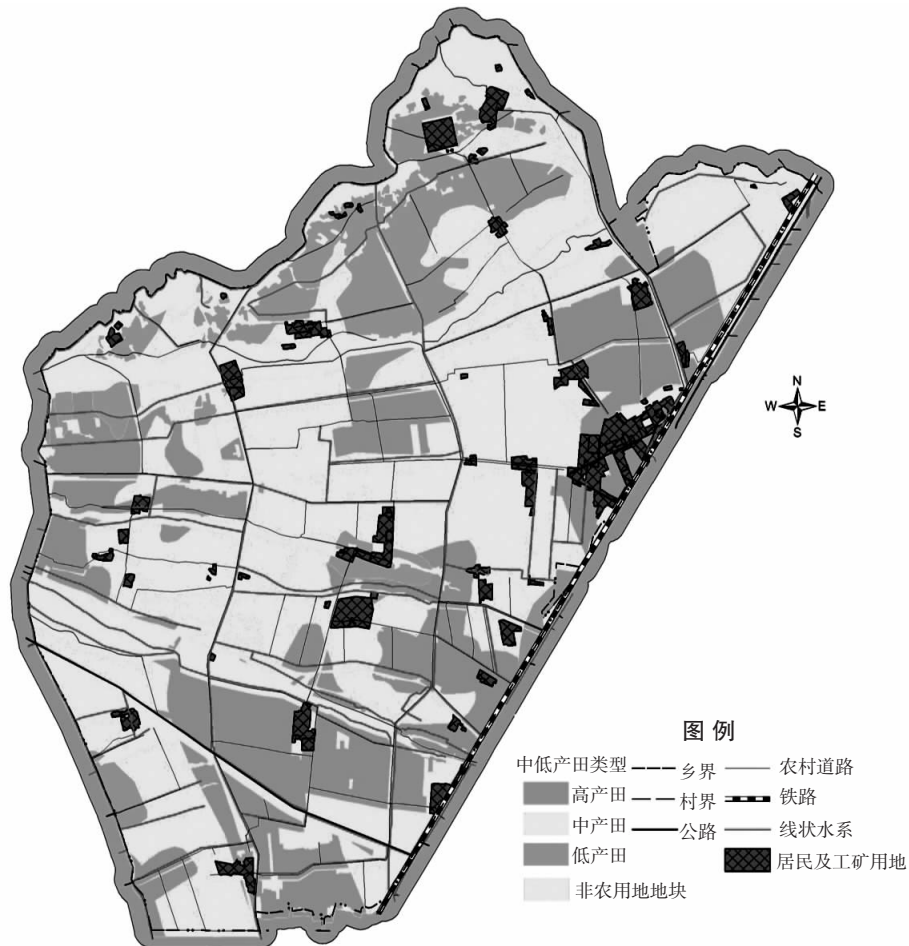 N
W E
S
图例
中低产田类型 乡界 农村道路
高产田 村界 铁路
中产田 公路 线状水系
低产田 居民及工矿用地
非农用地地块